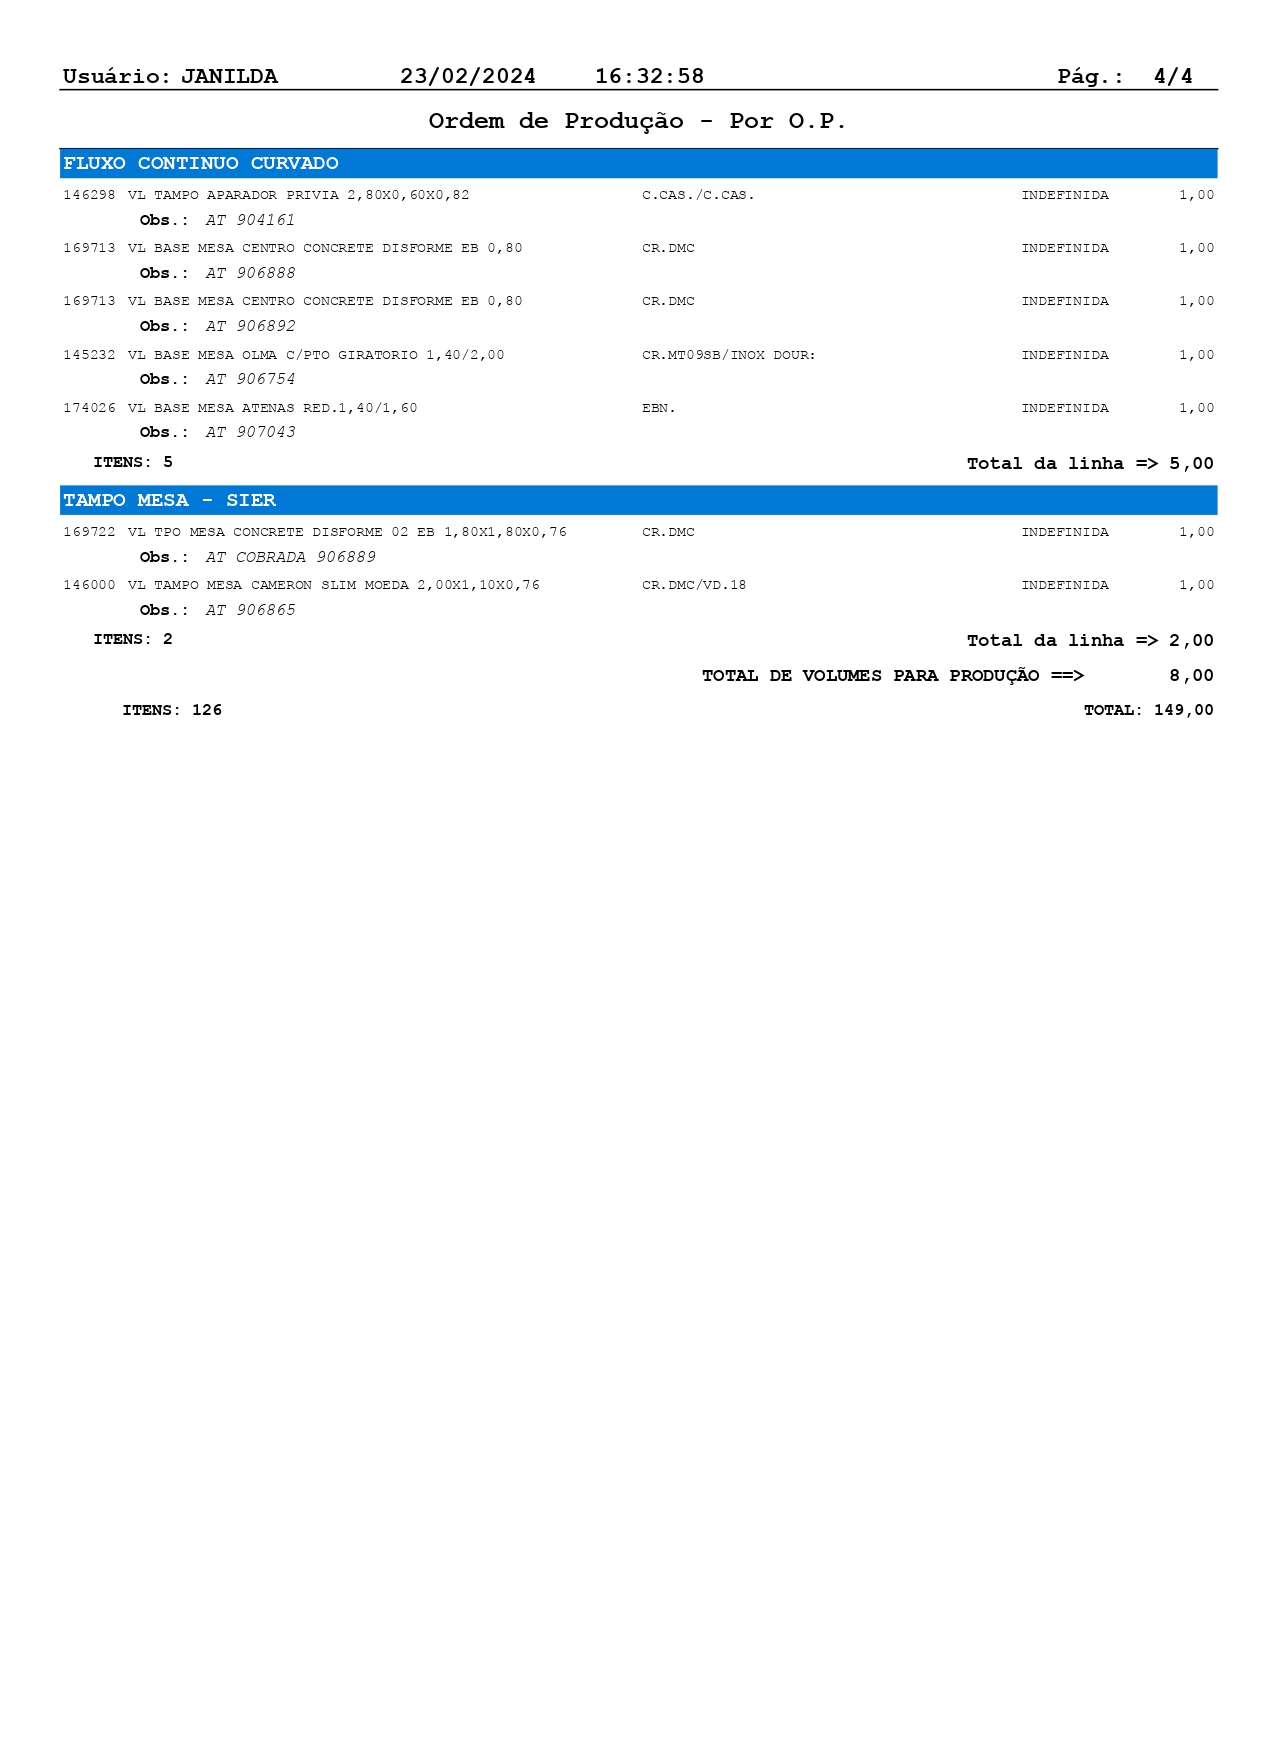 Usuário: JANILDA 23/02/2024 16:32:58 Pág.: 4/4
Ordem de Produção - Por O.P.
FLUXO CONTINUO CURVADO
146298 VL TAMPO APARADOR PRIVIA 2,80X0,60X0,82 C.CAS./C.CAS. INDEFINIDA 1,00
Obs.: AT 904161
169713 VL BASE MESA CENTRO CONCRETE DISFORME EB 0,80 CR.DMC INDEFINIDA 1,00
Obs.: AT 906888
169713 VL BASE MESA CENTRO CONCRETE DISFORME EB 0,80 CR.DMC INDEFINIDA 1,00
Obs.: AT 906892
145232 VL BASE MESA OLMA C/PTO GIRATORIO 1,40/2,00 CR.MT09SB/INOX DOUR: INDEFINIDA 1,00
Obs.: AT 906754
174026 VL BASE MESA ATENAS RED.1,40/1,60 EBN. INDEFINIDA 1,00
Obs.: AT 907043
ITENS: 5 Total da linha => 5,00
TAMPO MESA - SIER
169722 VL TPO MESA CONCRETE DISFORME 02 EB 1,80X1,80X0,76 CR.DMC INDEFINIDA 1,00
Obs.: AT COBRADA 906889
146000 VL TAMPO MESA CAMERON SLIM MOEDA 2,00X1,10X0,76 CR.DMC/VD.18 INDEFINIDA 1,00
Obs.: AT 906865
ITENS: 2 Total da linha => 2,00
TOTAL DE VOLUMES PARA PRODUÇÃO ==> 8,00
ITENS: 126 TOTAL: 149,00